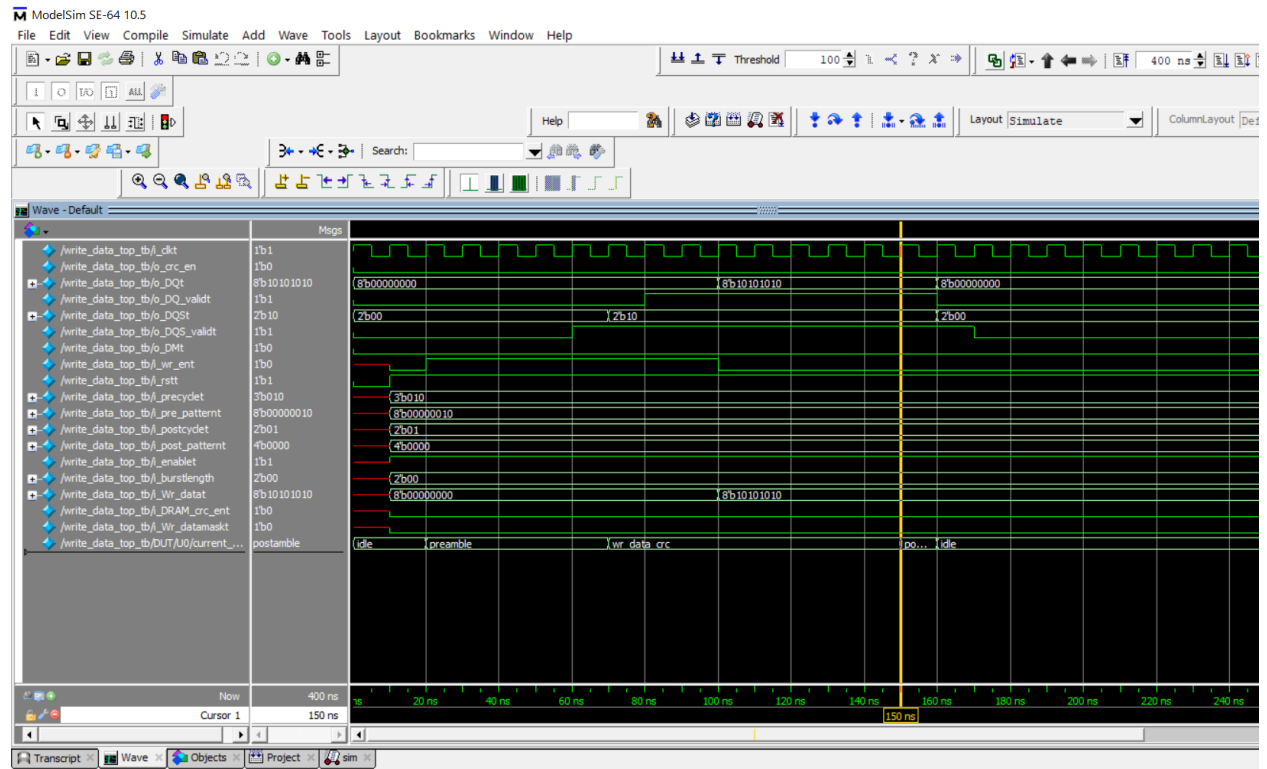 ModelSim SE-64 10.5
File Edit View Compile Simulate Add Wave Tools Layout Bookmarks Window Help
Threshold 100 400 ns
Help Layout Simulate ColumnLayout
Search:
Wave - Default
Msgs
/write_data_top_tb/i_clkt 1'b1
/write_data_top_tb/o_crc_en 1'b0
/write_data_top_tb/o_DQt 8'b10101010 8'b00000000 8'b10101010 8'b00000000
/write_data_top_tb/o_DQ_validt 1'b1
/write_data_top_tb/o_DQSt 2'b10 2'b00 2'b10 2'b00
/write_data_top_tb/o_DQS_validt 1'b1
/write_data_top_tb/o_DMt 1'b0
/write_data_top_tb/i_wr_ent 1'b0
/write_data_top_tb/i_rstt 1'b1
/write_data_top_tb/i_precyclet 3'b010 3'b010
/write_data_top_tb/i_pre_patternt 8'b00000010 8'b00000010
/write_data_top_tb/i_postcyclet 2'b01 2'b01
/write_data_top_tb/i_post_patternt 4'b0000 4'b0000
/write_data_top_tb/i_enablet 1'b1
/write_data_top_tb/i_burstlength 2'b00 2'b00
/write_data_top_tb/i_Wr_datat 8'b10101010 8'b00000000 8'b10101010
/write_data_top_tb/i_DRAM_crc_ent 1'b0
/write_data_top_tb/i_Wr_datamaskt 1'b0
/write_data_top_tb/DUT/U0/current_... postamble idle preamble wr_data_crc po... idle
Now 400 ns ns 20 ns 40 ns 60 ns 80 ns 100 ns 120 ns 140 ns 160 ns 180 ns 200 ns 220 ns 240 ns
Cursor 1 150 ns 150 ns
Transcript Wave Objects Project sim